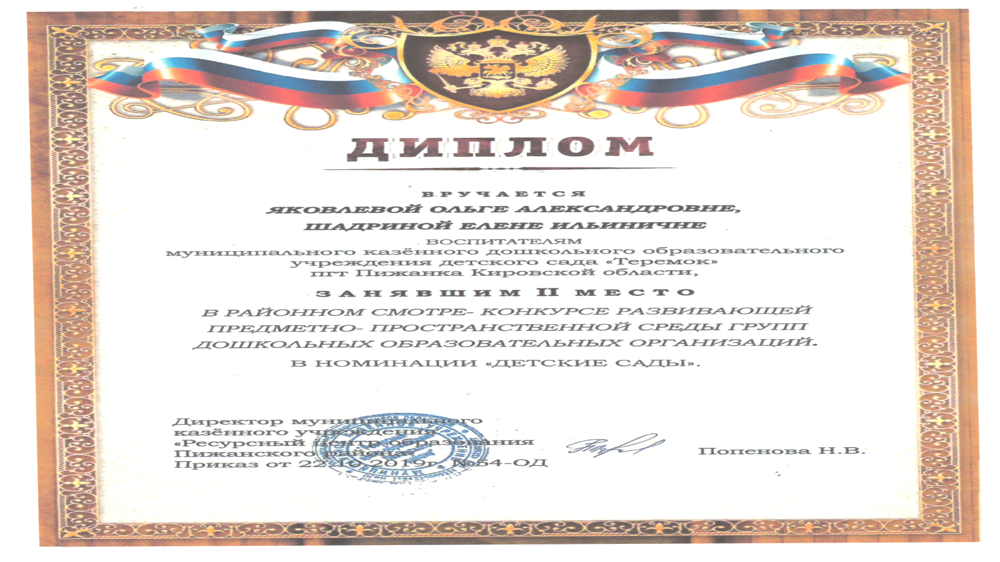 ДИПЛОМ
ВРУЧАЕТСЯ
ЯКОВЛЕВОЙ ОЛЬГЕ АЛЕКСАНДРОВНЕ,
ШАДРИНОЙ ЕЛЕНЕ ИЛЬИНИЧНЕ
ВОСПИТАТЕЛЯМ
муниципального казённого дошкольного образовательного
учреждения детского сада «Теремок»
пгт Пижанка Кировской области,
ЗАНЯВШИМ II МЕСТО
В РАЙОННОМ СМОТРЕ- КОНКУРСЕ РАЗВИВАЮЩЕЙ
ПРЕДМЕТНО- ПРОСТРАНСТВЕННОЙ СРЕДЫ ГРУПП
ДОШКОЛЬНЫХ ОБРАЗОВАТЕЛЬНЫХ ОРГАНИЗАЦИЙ.
В НОМИНАЦИИ «ДЕТСКИЕ САДЫ».
Директор муниципального
казённого учреждения
«Ресурсный центр образования
Пижанского района»
Приказ от 22.10.2019г. №54-ОД
Попенова Н.В.